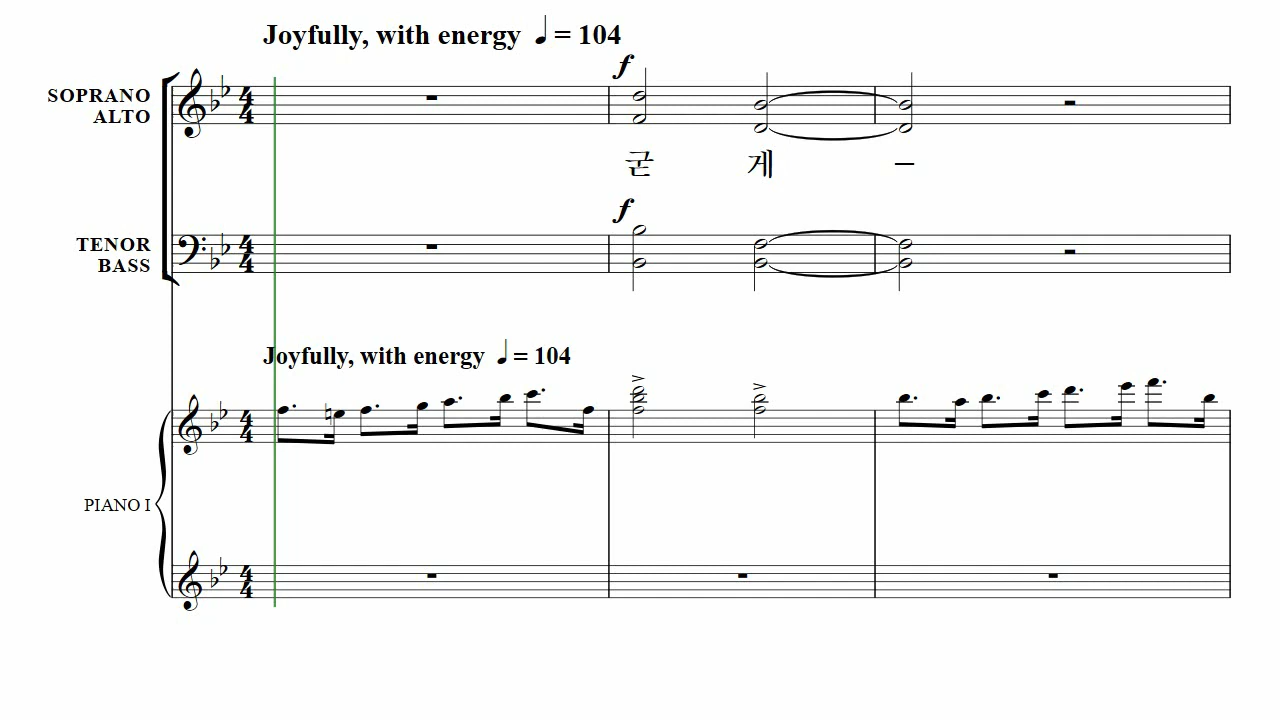 Joyfully, with energy ♩ = 104
SOPRANO
ALTO
f
굳 게 –
TENOR
BASS
f
Joyfully, with energy ♩ = 104
PIANO I